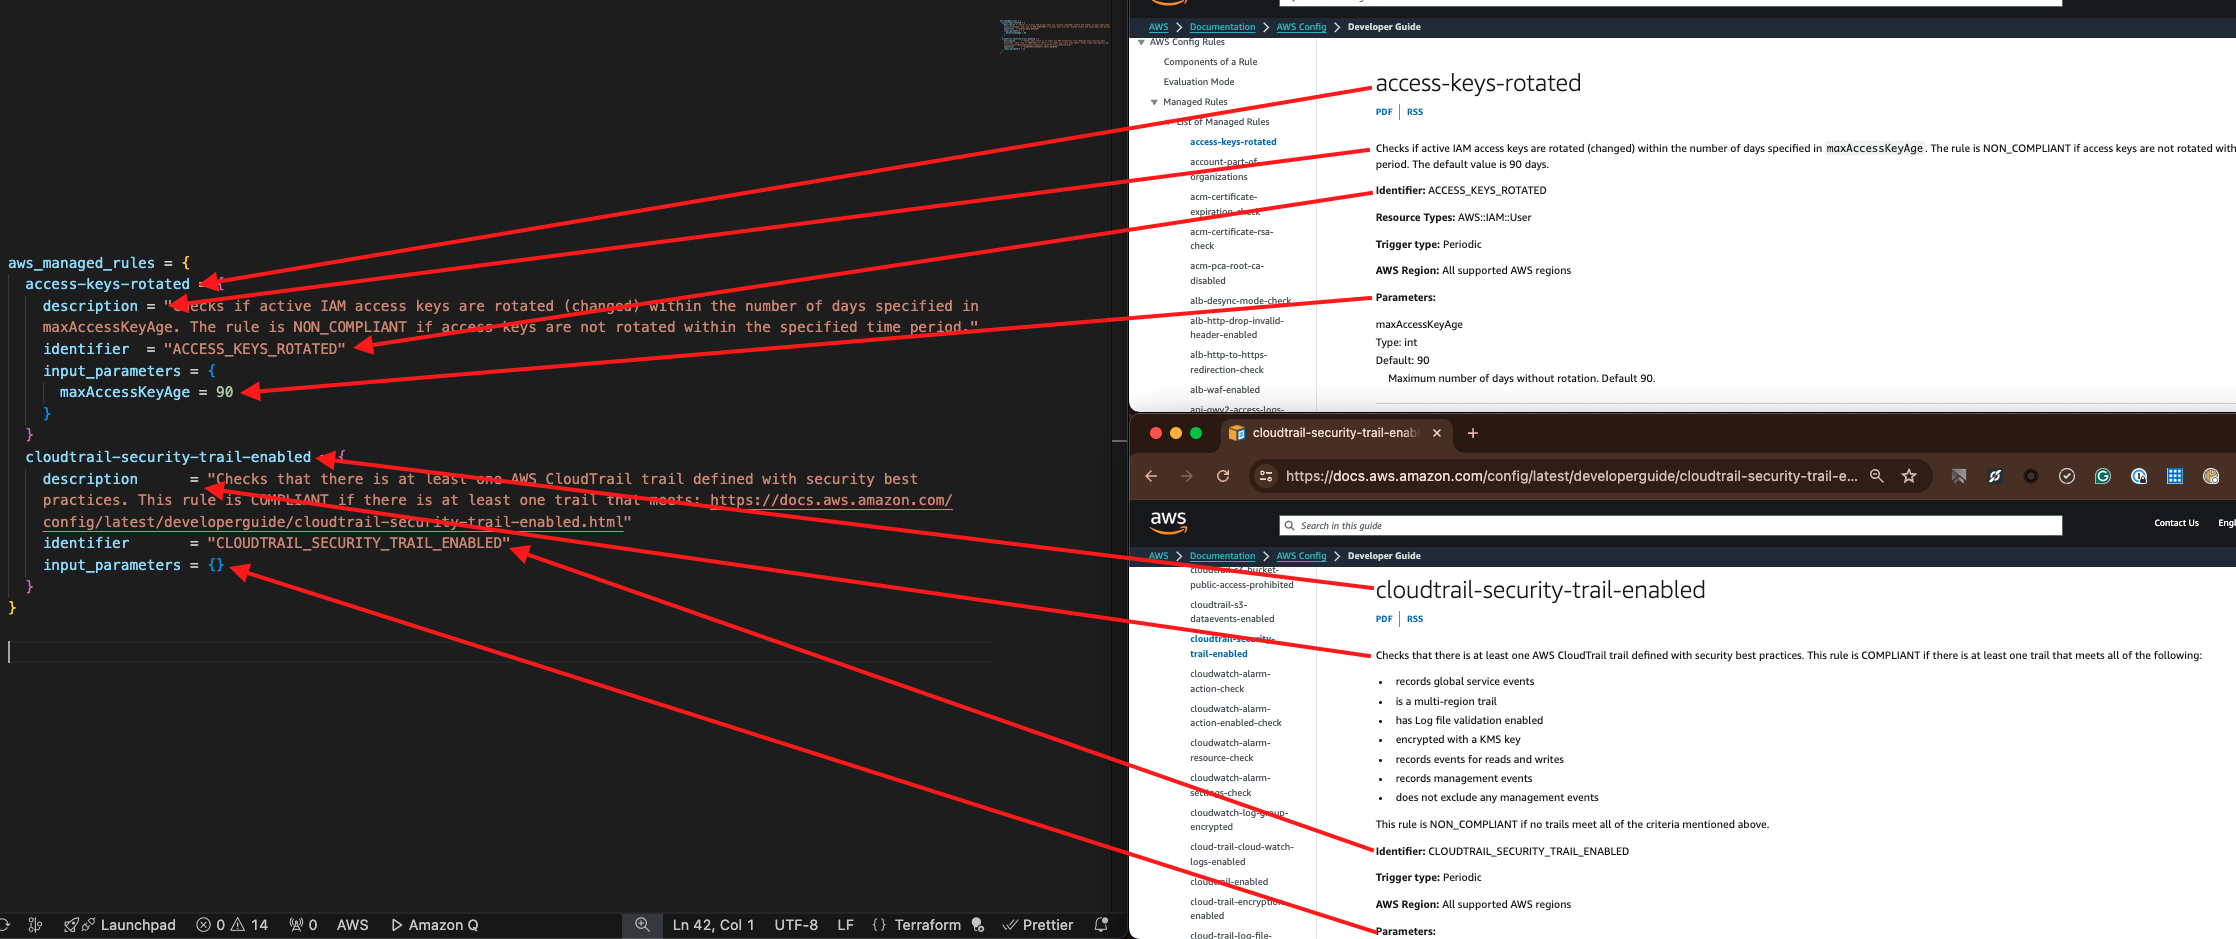 aws_managed_rules = {
access-keys-rotated = {
description = "Checks if active IAM access keys are rotated (changed) within the number of days specified in
maxAccessKeyAge. The rule is NON_COMPLIANT if access keys are not rotated within the specified time period."
identifier  = "ACCESS_KEYS_ROTATED"
input_parameters = {
maxAccessKeyAge = 90
}
}
cloudtrail-security-trail-enabled = {
description      = "Checks that there is at least one AWS CloudTrail trail defined with security best
practices. This rule is COMPLIANT if there is at least one trail that meets: https://docs.aws.amazon.com/
config/latest/developerguide/cloudtrail-security-trail-enabled.html"
identifier       = "CLOUDTRAIL_SECURITY_TRAIL_ENABLED"
input_parameters = {}
}
}
Launchpad 0 14 0 AWS Amazon Q Ln 42, Col 1 UTF-8 LF {} Terraform Prettier
AWS > Documentation > AWS Config > Developer Guide
AWS Config Rules
Components of a Rule
Evaluation Mode
Managed Rules
List of Managed Rules
access-keys-rotated
account-part-of-
organizations
acm-certificate-
expiration-check
acm-certificate-rsa-
check
acm-pca-root-ca-
disabled
alb-desync-mode-check
alb-http-drop-invalid-
header-enabled
alb-http-to-https-
redirection-check
alb-waf-enabled
api-gwv2-access-logs-
access-keys-rotated
PDF | RSS
Checks if active IAM access keys are rotated (changed) within the number of days specified in maxAccessKeyAge. The rule is NON_COMPLIANT if access keys are not rotated with
period. The default value is 90 days.
Identifier: ACCESS_KEYS_ROTATED
Resource Types: AWS::IAM::User
Trigger type: Periodic
AWS Region: All supported AWS regions
Parameters:
maxAccessKeyAge
Type: int
Default: 90
Maximum number of days without rotation. Default 90.
cloudtrail-security-trail-enab
https://docs.aws.amazon.com/config/latest/developerguide/cloudtrail-security-trail-e...
aws
Search in this guide
Contact Us
Engl
AWS > Documentation > AWS Config > Developer Guide
cloudtrail-s3-bucket-
public-access-prohibited
cloudtrail-s3-
dataevents-enabled
cloudtrail-security-
trail-enabled
cloudwatch-alarm-
action-check
cloudwatch-alarm-
action-enabled-check
cloudwatch-alarm-
resource-check
cloudwatch-alarm-
settings-check
cloudwatch-log-group-
encrypted
cloud-trail-cloud-watch-
logs-enabled
cloudtrail-enabled
cloud-trail-encryption-
enabled
cloud-trail-log-file-
cloudtrail-security-trail-enabled
PDF | RSS
Checks that there is at least one AWS CloudTrail trail defined with security best practices. This rule is COMPLIANT if there is at least one trail that meets all of the following:
• records global service events
• is a multi-region trail
• has Log file validation enabled
• encrypted with a KMS key
• records events for reads and writes
• records management events
• does not exclude any management events
This rule is NON_COMPLIANT if no trails meet all of the criteria mentioned above.
Identifier: CLOUDTRAIL_SECURITY_TRAIL_ENABLED
Trigger type: Periodic
AWS Region: All supported AWS regions
Parameters: